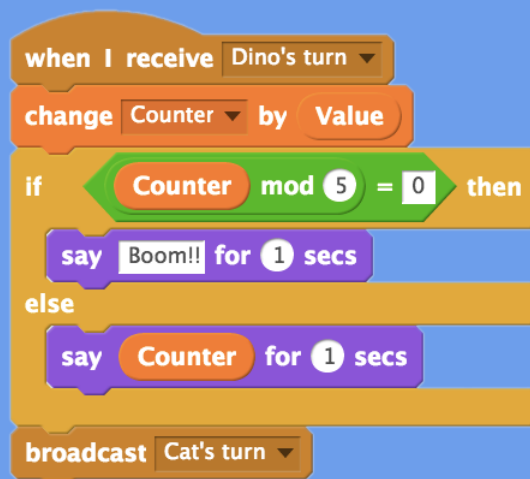 when I receive Dino's turn
change Counter by Value
if Counter mod 5 = 0 then
say Boom!! for 1 secs
else
say Counter for 1 secs
broadcast Cat's turn